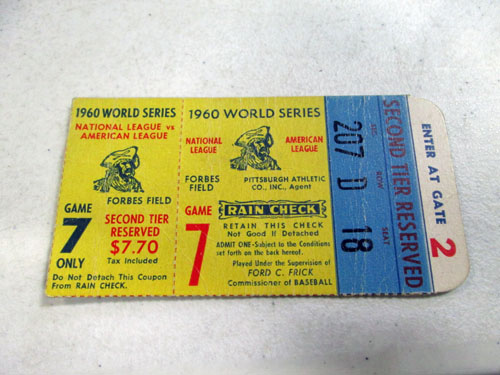 1960 WORLD SERIES
NATIONAL LEAGUE vs
AMERICAN LEAGUE
FORBES FIELD
GAME
7
ONLY
SECOND TIER
RESERVED
$7.70
Tax Included
Do Not Detach This Coupon
From RAIN CHECK.
1960 WORLD SERIES
NATIONAL
LEAGUE
AMERICAN
LEAGUE
FORBES
FIELD
PITTSBURGH ATHLETIC
CO., INC., Agent
GAME
7
RAIN CHECK
RETAIN THIS CHECK
Not Good If Detached
ADMIT ONE-Subject to the Conditions
set forth on the back hereof.
Played Under the Supervision of
FORD C. FRICK
Commissioner of BASEBALL
SEC.
207
ROW
D
SEAT
18
SECOND TIER RESERVED
ENTER AT GATE
2